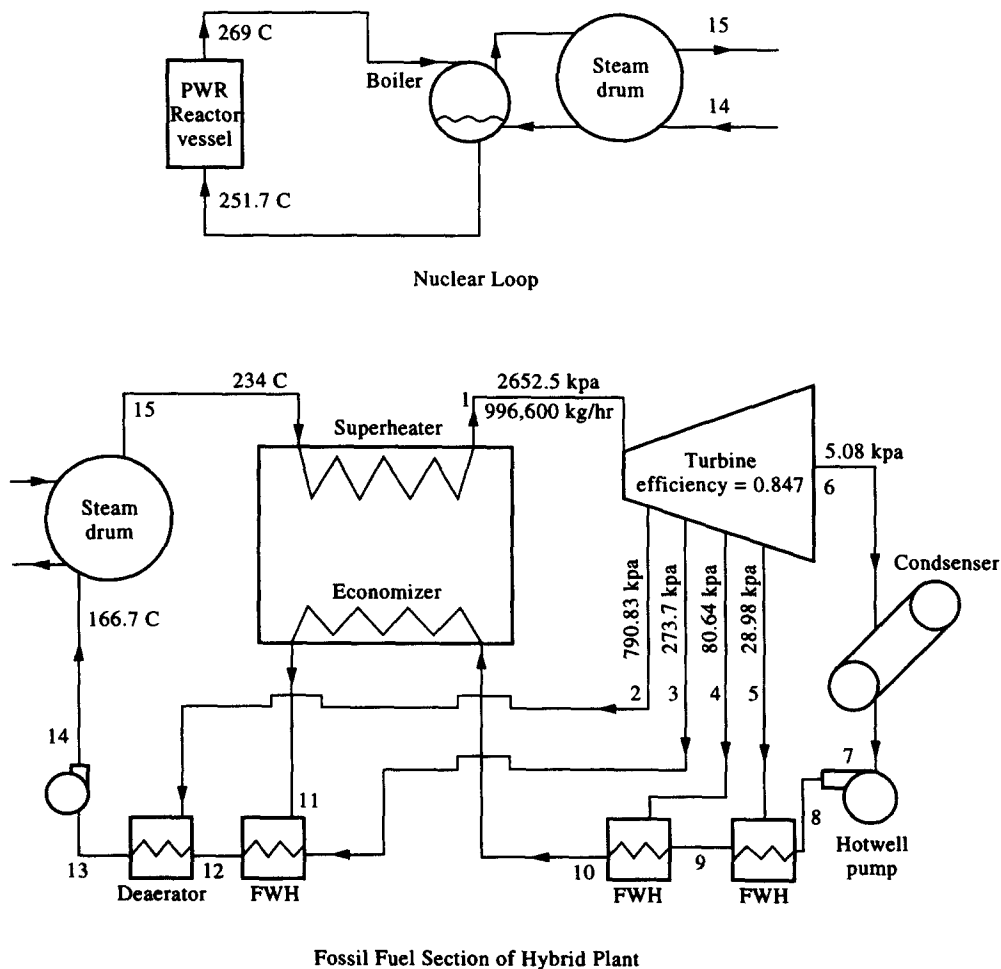 269 C
15
Boiler
Steam
drum
PWR
Reactor
vessel
14
251.7 C
Nuclear Loop
234 C
2652.5 kpa
15
1
996,600 kg/hr
Superheater
5.08 kpa
Turbine
efficiency = 0.847
6
Steam
drum
Condsenser
Economizer
790.83 kpa
273.7 kpa
80.64 kpa
28.98 kpa
166.7 C
2
3
4
5
14
7
11
8
Hotwell
pump
13
12
10
9
Deaerator
FWH
FWH
FWH
Fossil Fuel Section of Hybrid Plant